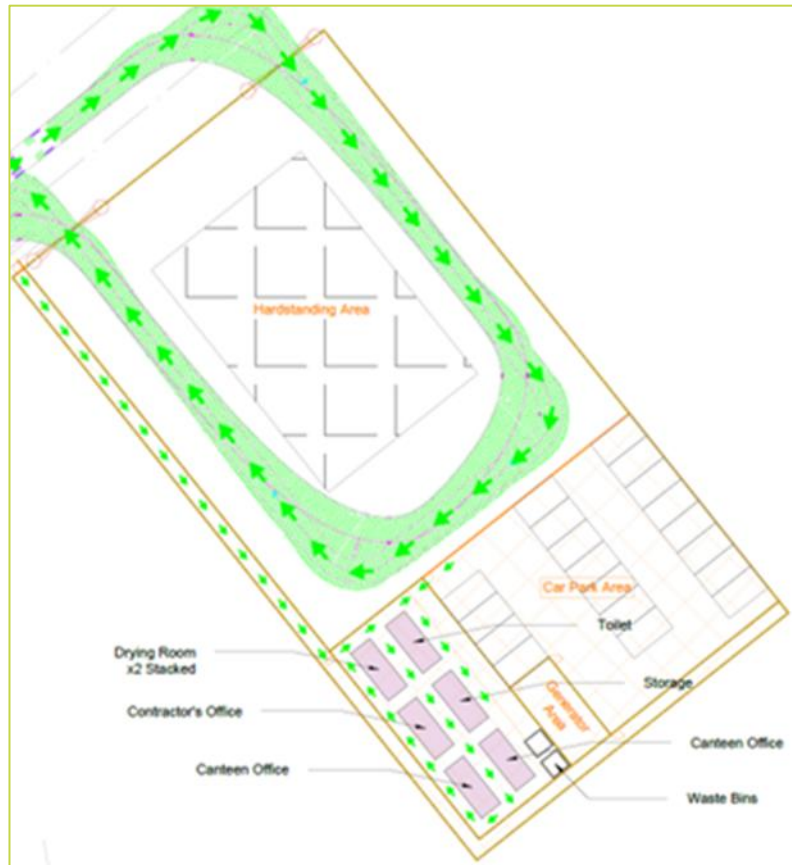 Hardstanding Area
Car Park Area
Toilet
Drying Room
x2 Stacked
Storage
Contractor's Office
Generator
Area
Canteen Office
Canteen Office
Waste Bins